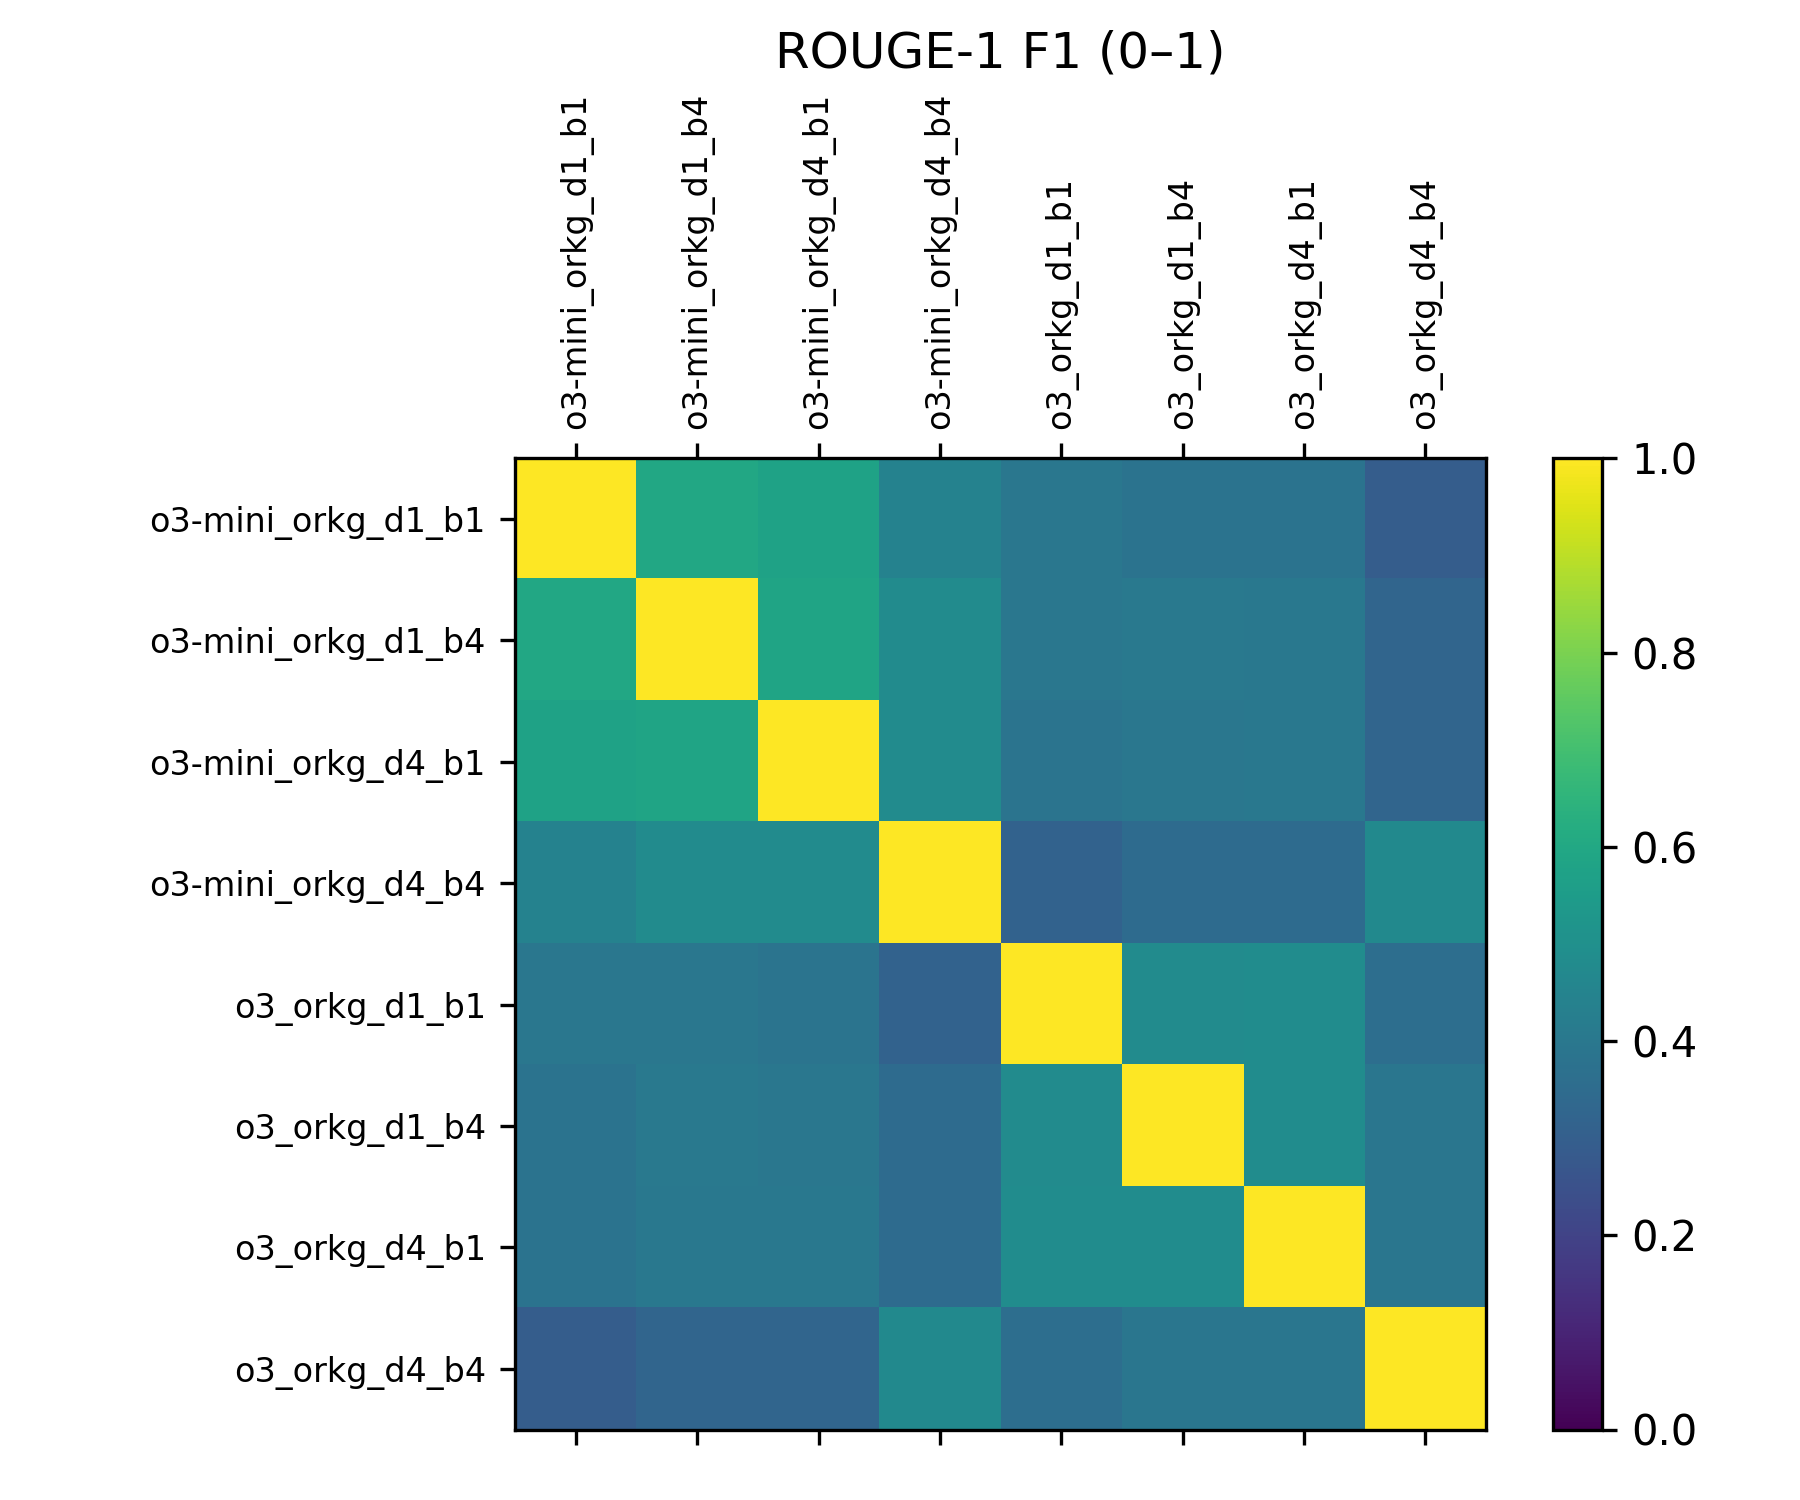 ROUGE-1 F1 (0–1)
o3-mini_orkg_d1_b1
o3-mini_orkg_d1_b4
o3-mini_orkg_d4_b1
o3-mini_orkg_d4_b4
o3_orkg_d1_b1
o3_orkg_d1_b4
o3_orkg_d4_b1
o3_orkg_d4_b4
o3-mini_orkg_d1_b1
o3-mini_orkg_d1_b4
o3-mini_orkg_d4_b1
o3-mini_orkg_d4_b4
o3_orkg_d1_b1
o3_orkg_d1_b4
o3_orkg_d4_b1
o3_orkg_d4_b4
1.0
0.8
0.6
0.4
0.2
0.0